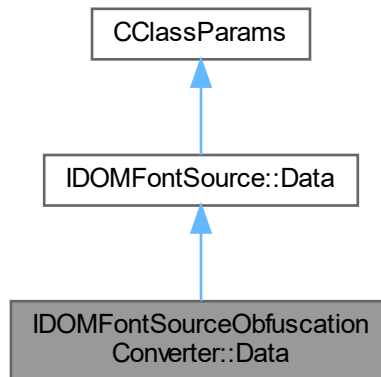 CClassParams
IDOMFontSource::Data
IDOMFontSourceObfuscation
Converter::Data